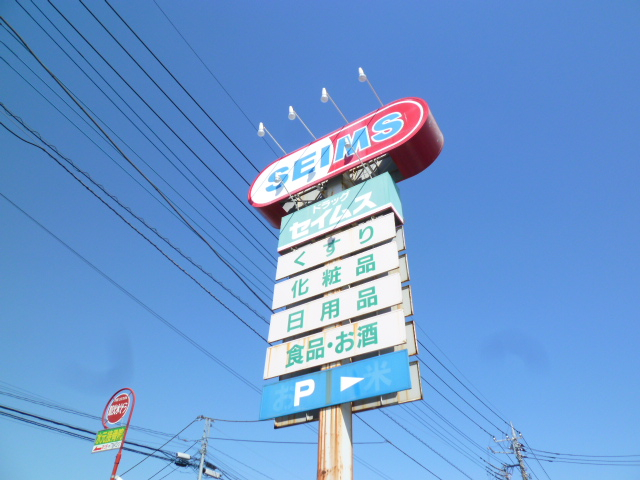 SEIMS
ドラッグ
セイムス
くすり
化粧品
日用品
食品・お酒
P